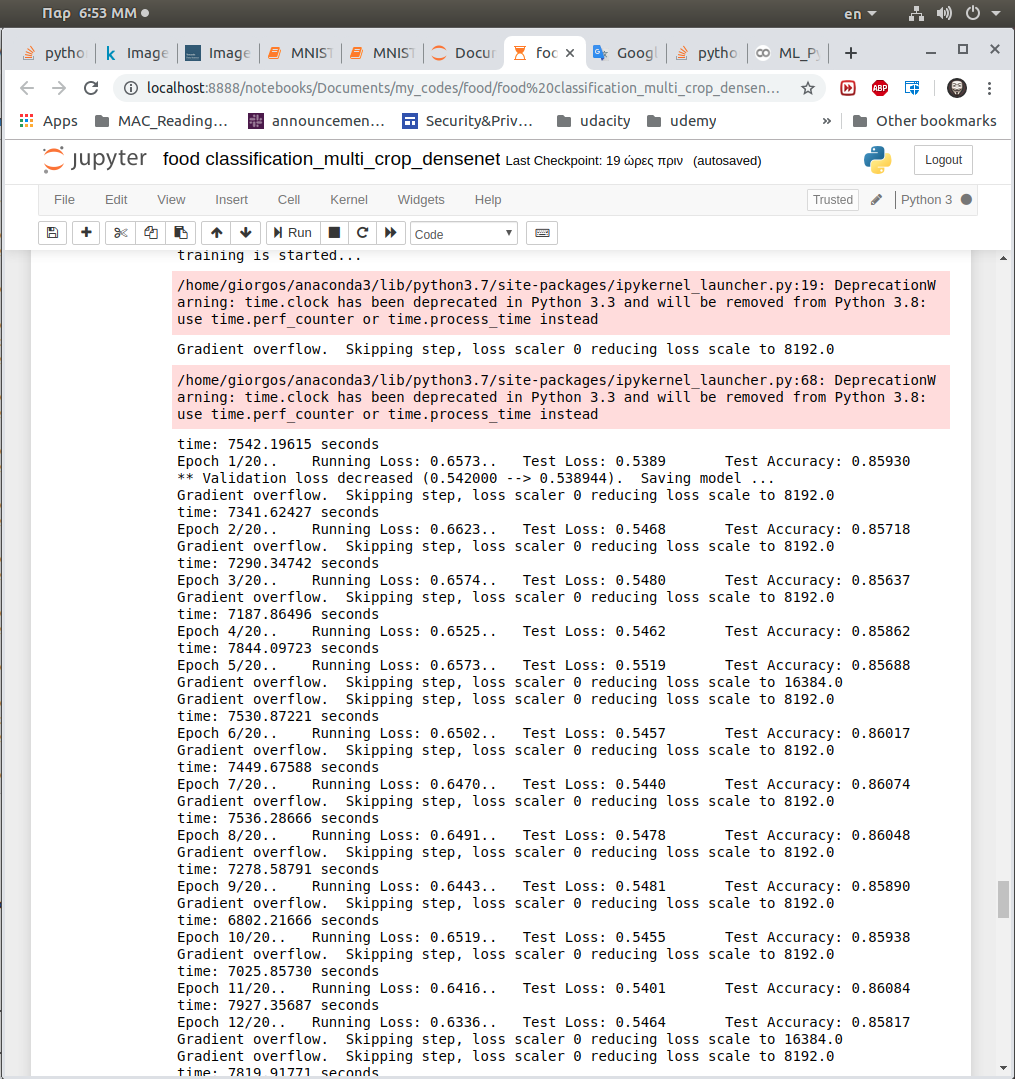 Παρ 6:53 ΜΜ
en
pytho
Image
Image
MNIST
MNIST
Docur
foo
Googl
pytho
ML_Py
localhost:8888/notebooks/Documents/my_codes/food/food%20classification_multi_crop_densen...
ABP
Apps
MAC_Reading...
announcemen...
Security&Priv...
udacity
udemy
»
Other bookmarks
jupyter food classification_multi_crop_densenet Last Checkpoint: 19 ώρες πριν (autosaved)
Logout
File Edit View Insert Cell Kernel Widgets Help
Trusted
Python 3
Run
Code
training is started...
/home/giorgos/anaconda3/lib/python3.7/site-packages/ipykernel_launcher.py:19: DeprecationW
arning: time.clock has been deprecated in Python 3.3 and will be removed from Python 3.8:
use time.perf_counter or time.process_time instead
Gradient overflow.  Skipping step, loss scaler 0 reducing loss scale to 8192.0
/home/giorgos/anaconda3/lib/python3.7/site-packages/ipykernel_launcher.py:68: DeprecationW
arning: time.clock has been deprecated in Python 3.3 and will be removed from Python 3.8:
use time.perf_counter or time.process_time instead
time: 7542.19615 seconds
Epoch 1/20.. Running Loss: 0.6573.. Test Loss: 0.5389 Test Accuracy: 0.85930
** Validation loss decreased (0.542000 --> 0.538944).  Saving model ...
Gradient overflow.  Skipping step, loss scaler 0 reducing loss scale to 8192.0
time: 7341.62427 seconds
Epoch 2/20.. Running Loss: 0.6623.. Test Loss: 0.5468 Test Accuracy: 0.85718
Gradient overflow.  Skipping step, loss scaler 0 reducing loss scale to 8192.0
time: 7290.34742 seconds
Epoch 3/20.. Running Loss: 0.6574.. Test Loss: 0.5480 Test Accuracy: 0.85637
Gradient overflow.  Skipping step, loss scaler 0 reducing loss scale to 8192.0
time: 7187.86496 seconds
Epoch 4/20.. Running Loss: 0.6525.. Test Loss: 0.5462 Test Accuracy: 0.85862
time: 7844.09723 seconds
Epoch 5/20.. Running Loss: 0.6573.. Test Loss: 0.5519 Test Accuracy: 0.85688
Gradient overflow.  Skipping step, loss scaler 0 reducing loss scale to 16384.0
Gradient overflow.  Skipping step, loss scaler 0 reducing loss scale to 8192.0
time: 7530.87221 seconds
Epoch 6/20.. Running Loss: 0.6502.. Test Loss: 0.5457 Test Accuracy: 0.86017
Gradient overflow.  Skipping step, loss scaler 0 reducing loss scale to 8192.0
time: 7449.67588 seconds
Epoch 7/20.. Running Loss: 0.6470.. Test Loss: 0.5440 Test Accuracy: 0.86074
Gradient overflow.  Skipping step, loss scaler 0 reducing loss scale to 8192.0
time: 7536.28666 seconds
Epoch 8/20.. Running Loss: 0.6491.. Test Loss: 0.5478 Test Accuracy: 0.86048
Gradient overflow.  Skipping step, loss scaler 0 reducing loss scale to 8192.0
time: 7278.58791 seconds
Epoch 9/20.. Running Loss: 0.6443.. Test Loss: 0.5481 Test Accuracy: 0.85890
Gradient overflow.  Skipping step, loss scaler 0 reducing loss scale to 8192.0
time: 6802.21666 seconds
Epoch 10/20.. Running Loss: 0.6519.. Test Loss: 0.5455 Test Accuracy: 0.85938
Gradient overflow.  Skipping step, loss scaler 0 reducing loss scale to 8192.0
time: 7025.85730 seconds
Epoch 11/20.. Running Loss: 0.6416.. Test Loss: 0.5401 Test Accuracy: 0.86084
time: 7927.35687 seconds
Epoch 12/20.. Running Loss: 0.6336.. Test Loss: 0.5464 Test Accuracy: 0.85817
Gradient overflow.  Skipping step, loss scaler 0 reducing loss scale to 16384.0
Gradient overflow.  Skipping step, loss scaler 0 reducing loss scale to 8192.0
time: 7819.91771 seconds